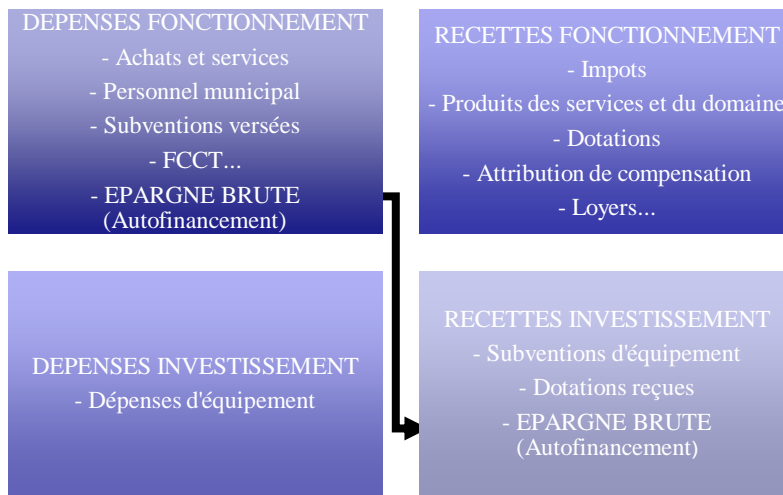 DEPENSES FONCTIONNEMENT
- Achats et services
- Personnel municipal
- Subventions versées
- FCCT...
- EPARGNE BRUTE
(Autofinancement)
RECETTES FONCTIONNEMENT
- Impots
- Produits des services et du domaine
- Dotations
- Attribution de compensation
- Loyers...
DEPENSES INVESTISSEMENT
- Dépenses d'équipement
RECETTES INVESTISSEMENT
- Subventions d'équipement
- Dotations reçues
- EPARGNE BRUTE
(Autofinancement)